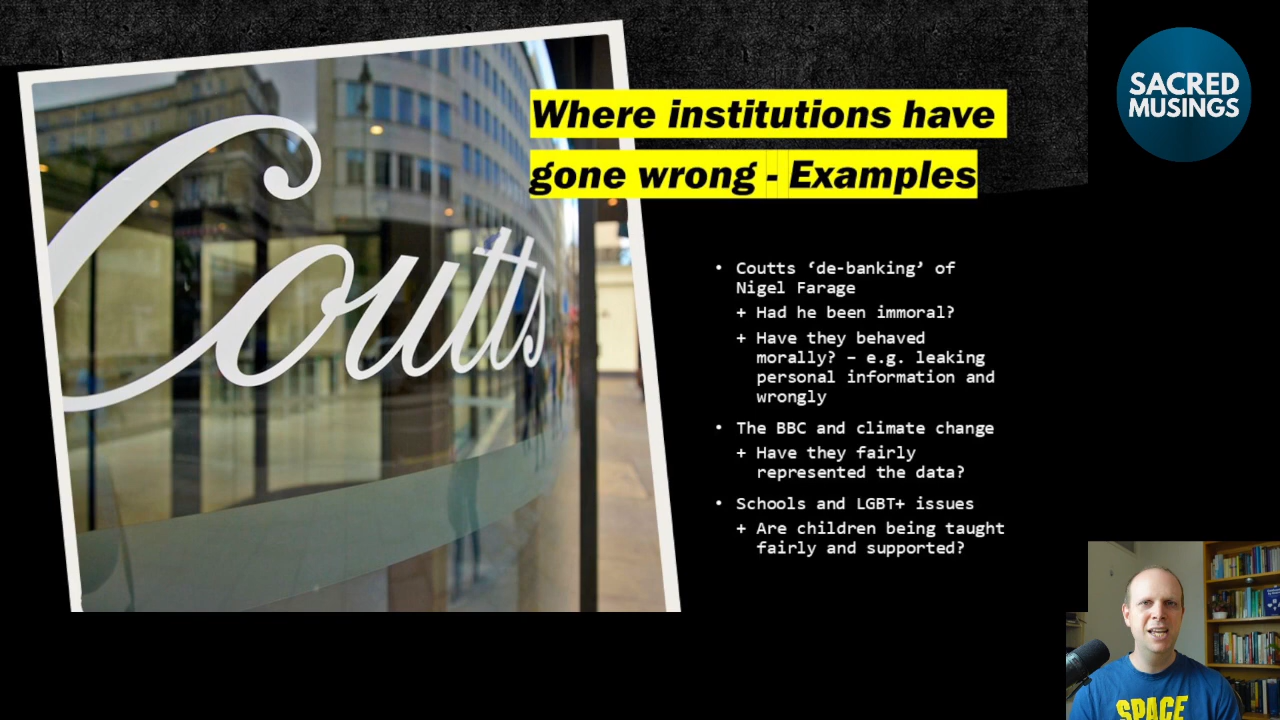 SACRED
MUSINGS
Where institutions have
gone wrong - Examples
Coutts
• Coutts ‘de-banking’ of
Nigel Farage
+ Had he been immoral?
+ Have they behaved
morally? – e.g. leaking
personal information and
wrongly
• The BBC and climate change
+ Have they fairly
represented the data?
• Schools and LGBT+ issues
+ Are children being taught
fairly and supported?
SPACE